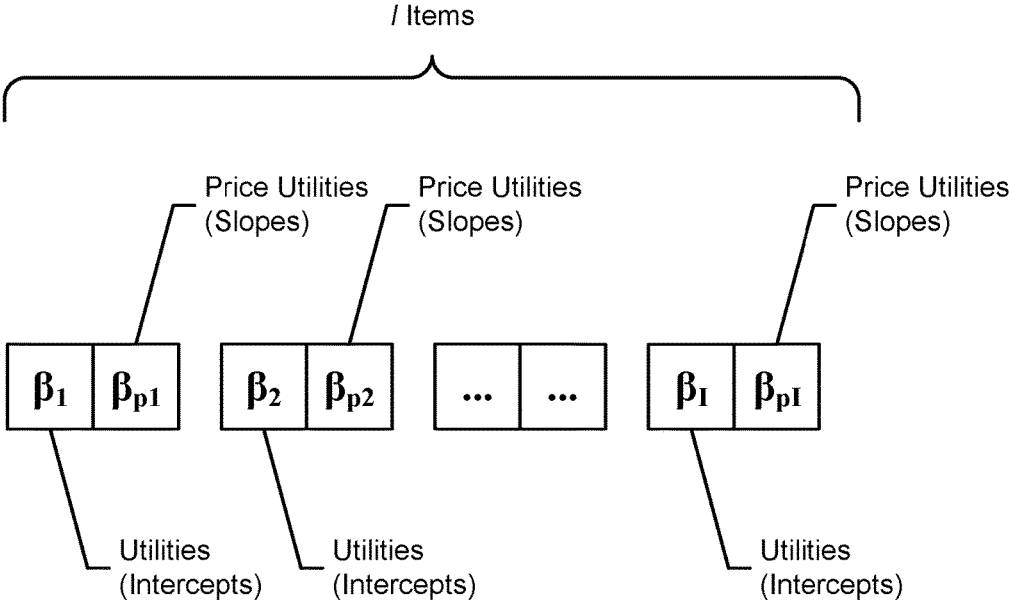 I Items
Price Utilities
(Slopes)
Price Utilities
(Slopes)
Price Utilities
(Slopes)
β1 βp1 β2 βp2 ... ... βI βpI
Utilities
(Intercepts)
Utilities
(Intercepts)
Utilities
(Intercepts)